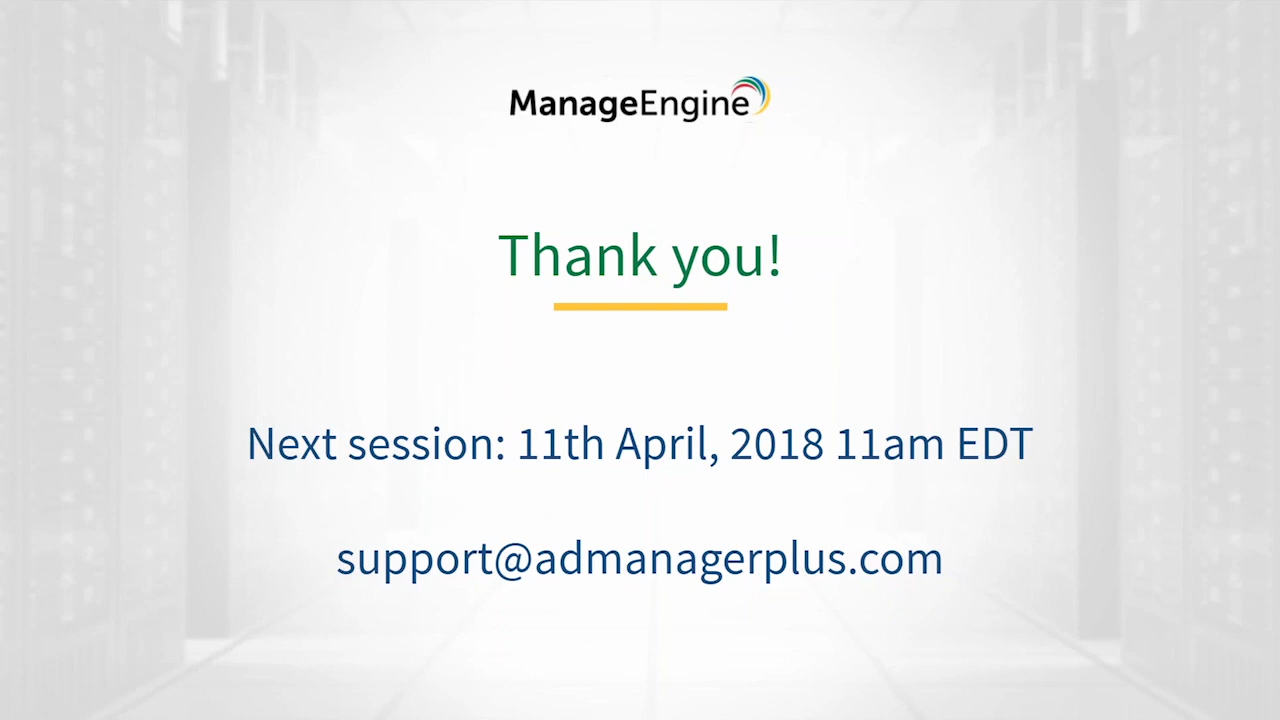 ManageEngine
Thank you!
Next session: 11th April, 2018 11am EDT
support@admanagerplus.com